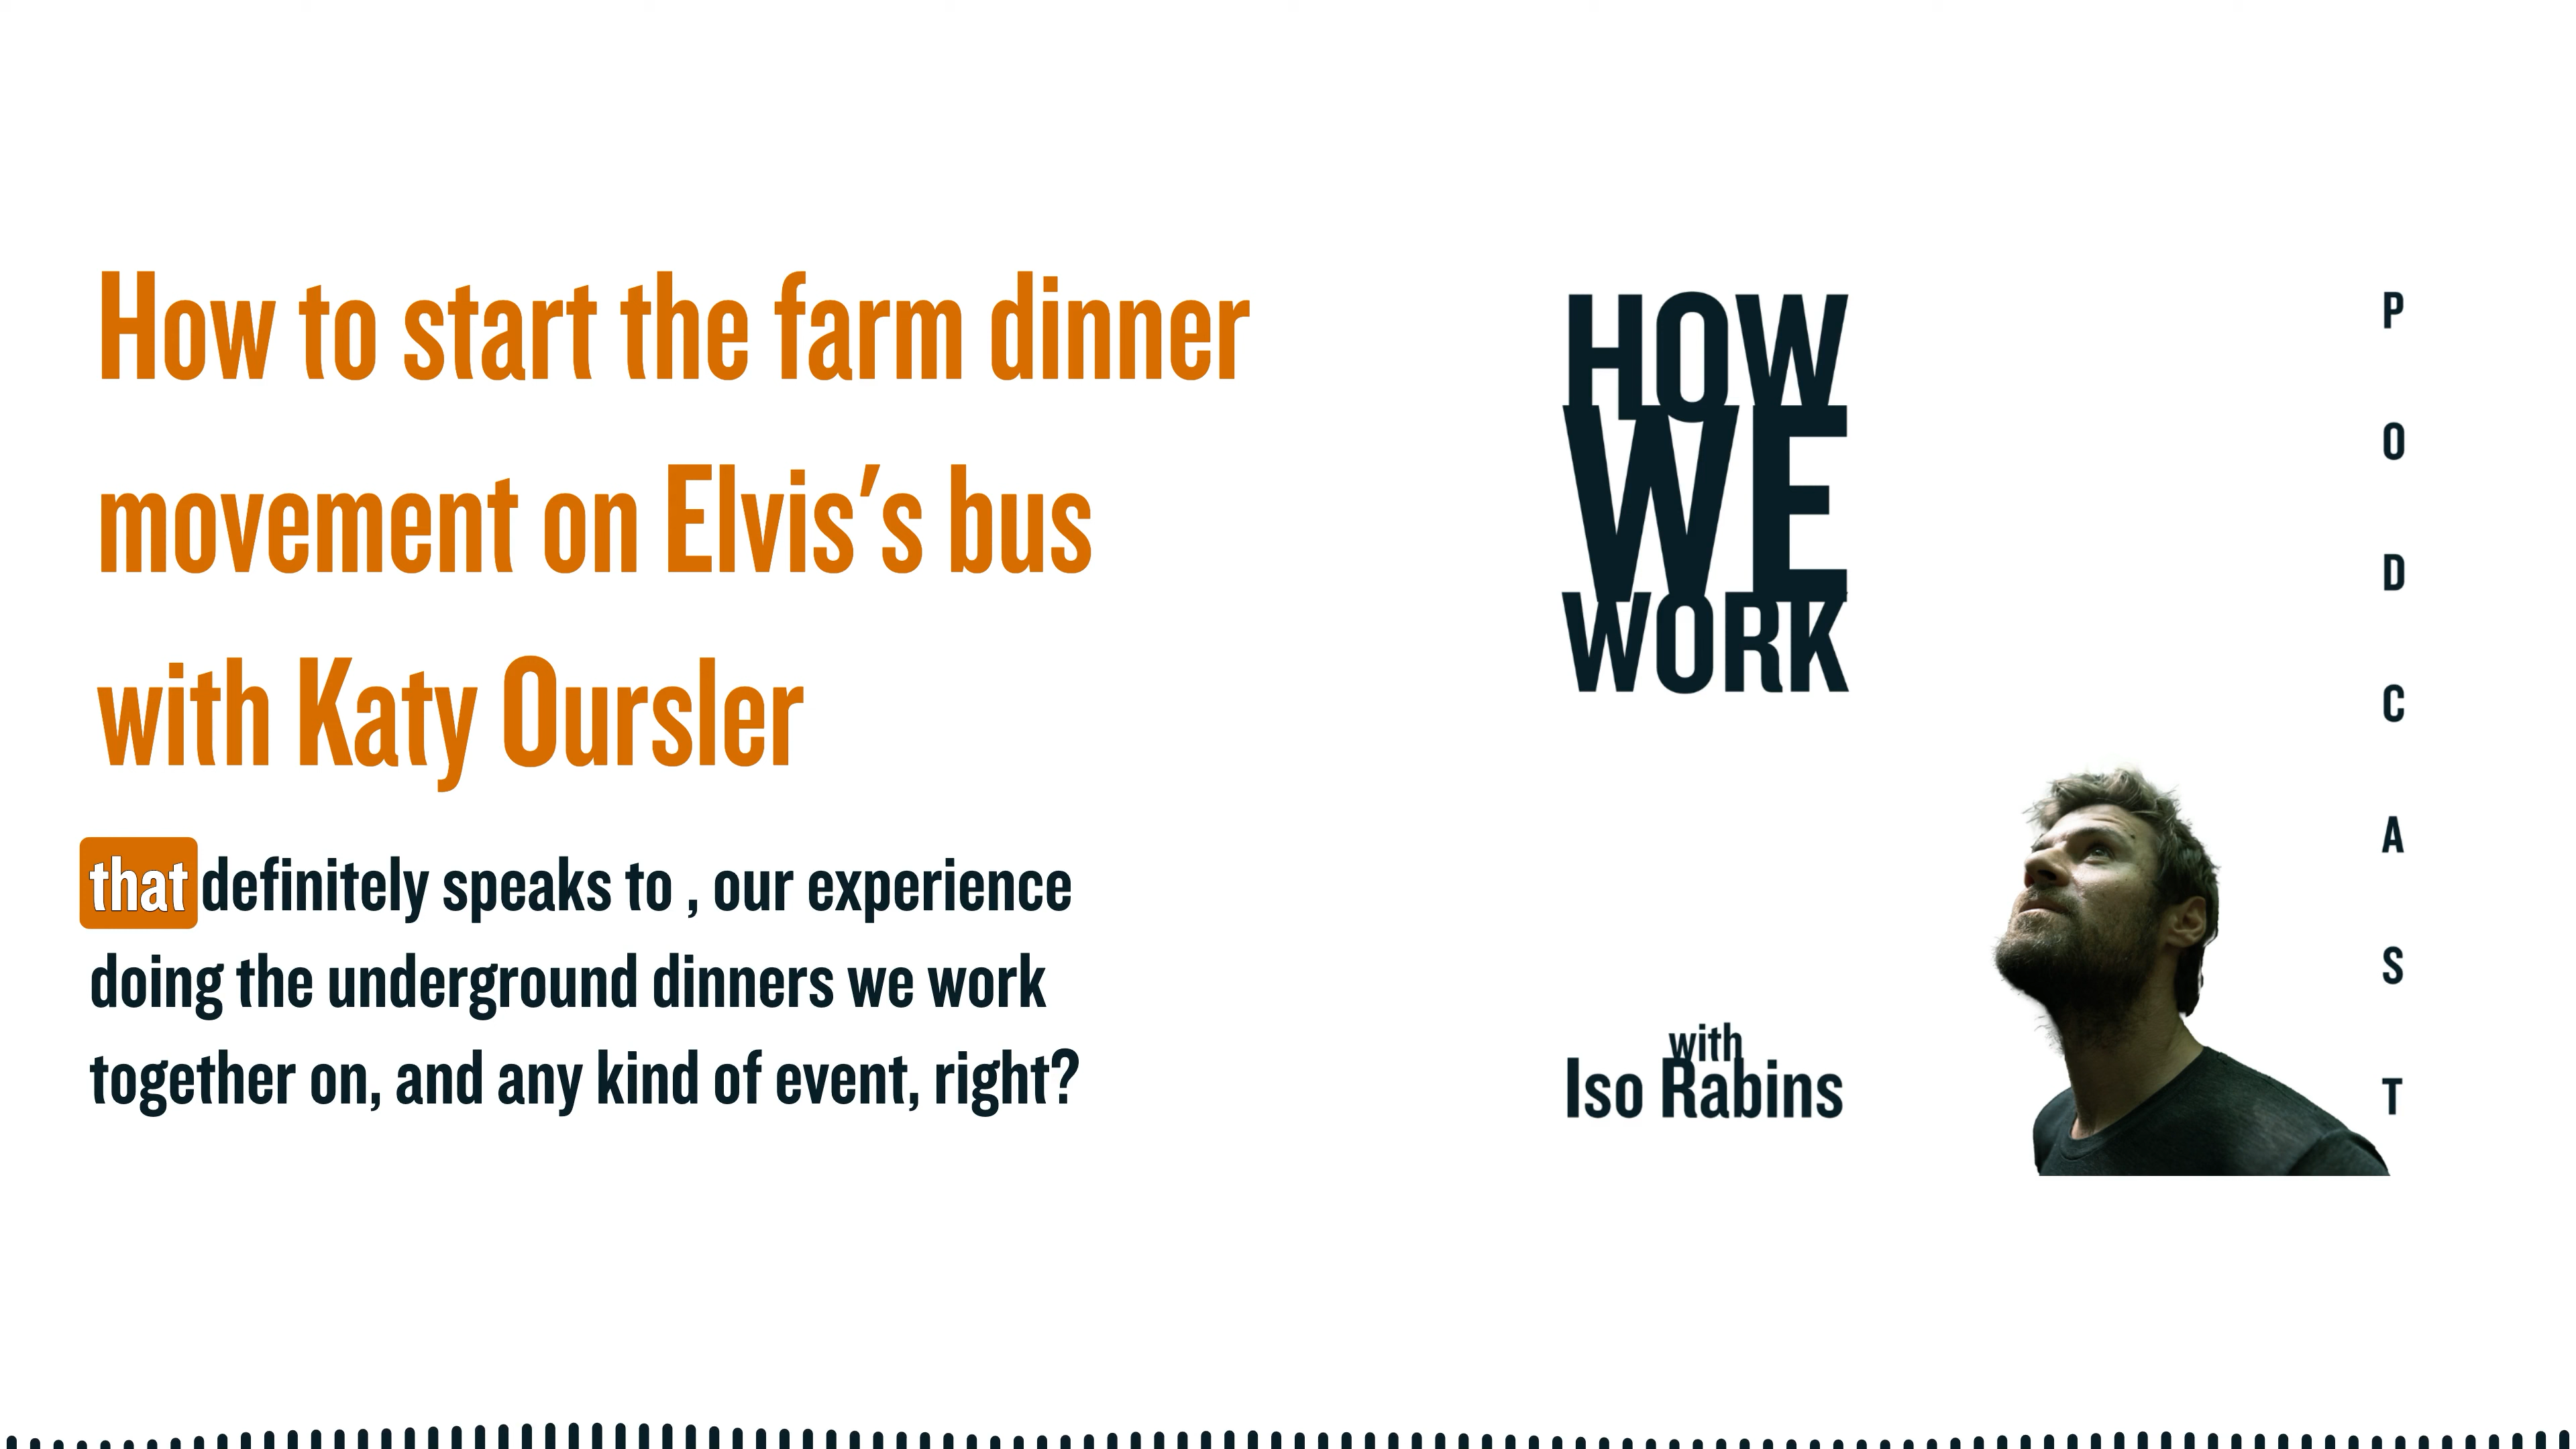 How to start the farm dinner
movement on Elvis's bus
with Katy Oursler
that definitely speaks to , our experience
doing the underground dinners we work
together on, and any kind of event, right?
HOW
WE
WORK
with
Iso Rabins
PODCAST